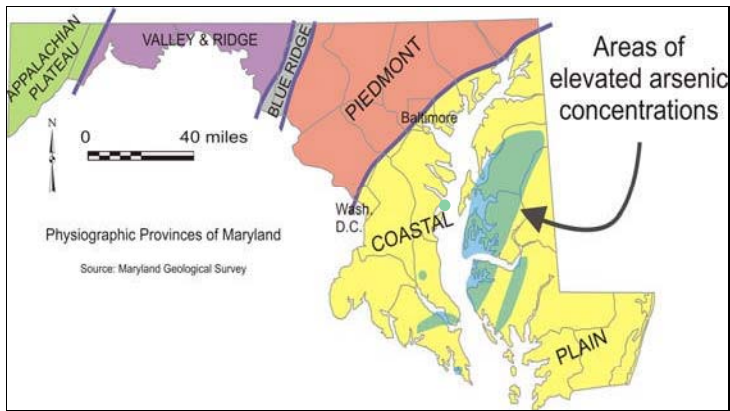 APPALACHIAN
PLATEAU
VALLEY & RIDGE
BLUE RIDGE
PIEDMONT
Areas of
elevated arsenic
concentrations
Baltimore
N
0 40 miles
Wash.
D.C.
COASTAL
Physiographic Provinces of Maryland
Source: Maryland Geological Survey
PLAIN